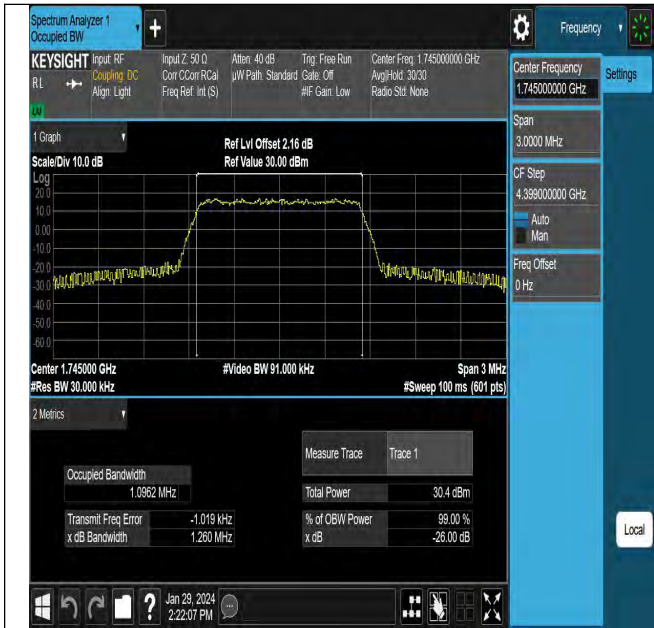 Spectrum Analyzer 1
Occupied BW
+
Frequency
KEYSIGHT Input: RF Input Z: 50 Ω Atten: 40 dB Trig: Free Run Center Freq: 1.745000000 GHz
RL Coupling: DC Corr CCorr RCal µW Path: Standard Gate: Off Avg|Hold: 30/30
Align: Light Freq Ref: Int (S) #IF Gain: Low Radio Std: None
Center Frequency
1.745000000 GHz
Settings
Span
3.0000 MHz
CF Step
4.399000000 GHz
Auto
Man
Freq Offset
0 Hz
1 Graph
Ref Lvl Offset 2.16 dB
Scale/Div 10.0 dB Ref Value 30.00 dBm
Log
20.0
10.0
0.00
-10.0
-20.0
-30.0
-40.0
-50.0
-60.0
Center 1.745000 GHz #Video BW 91.000 kHz Span 3 MHz
#Res BW 30.000 kHz #Sweep 100 ms (601 pts)
2 Metrics
Measure Trace Trace 1
Occupied Bandwidth
1.0962 MHz
Total Power 30.4 dBm
Transmit Freq Error -1.019 kHz % of OBW Power 99.00 %
x dB Bandwidth 1.260 MHz x dB -26.00 dB
Local
?
Jan 29, 2024
2:22:07 PM